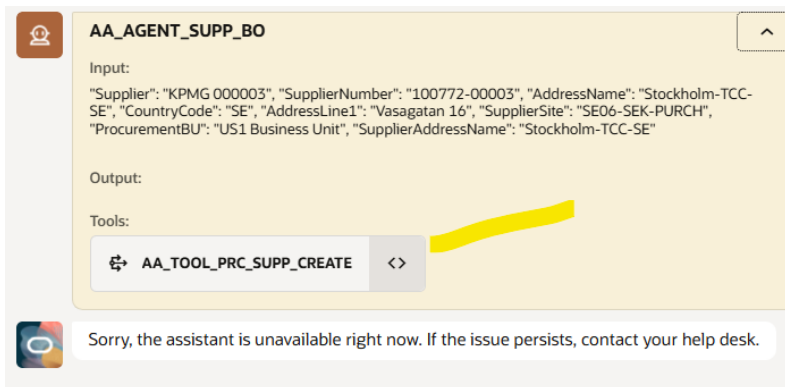 AA_AGENT_SUPP_BO
Input:
"Supplier": "KPMG 000003", "SupplierNumber": "100772-00003", "AddressName": "Stockholm-TCC-
SE", "CountryCode": "SE", "AddressLine1": "Vasagatan 16", "SupplierSite": "SE06-SEK-PURCH",
"ProcurementBU": "US1 Business Unit", "SupplierAddressName": "Stockholm-TCC-SE"
Output:
Tools:
AA_TOOL_PRC_SUPP_CREATE <>
Sorry, the assistant is unavailable right now. If the issue persists, contact your help desk.